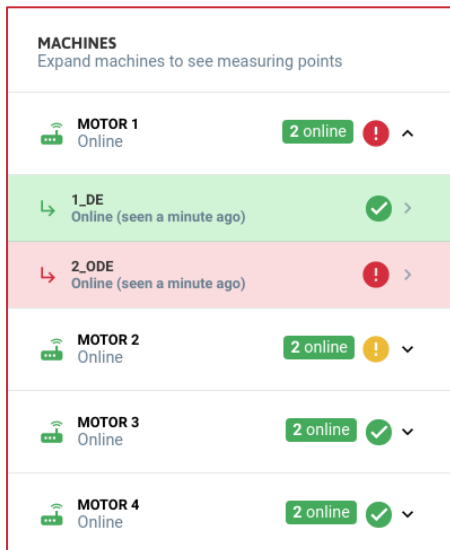 MACHINES
Expand machines to see measuring points
MOTOR 1
Online
2 online
1_DE
Online (seen a minute ago)
2_ODE
Online (seen a minute ago)
MOTOR 2
Online
2 online
MOTOR 3
Online
2 online
MOTOR 4
Online
2 online